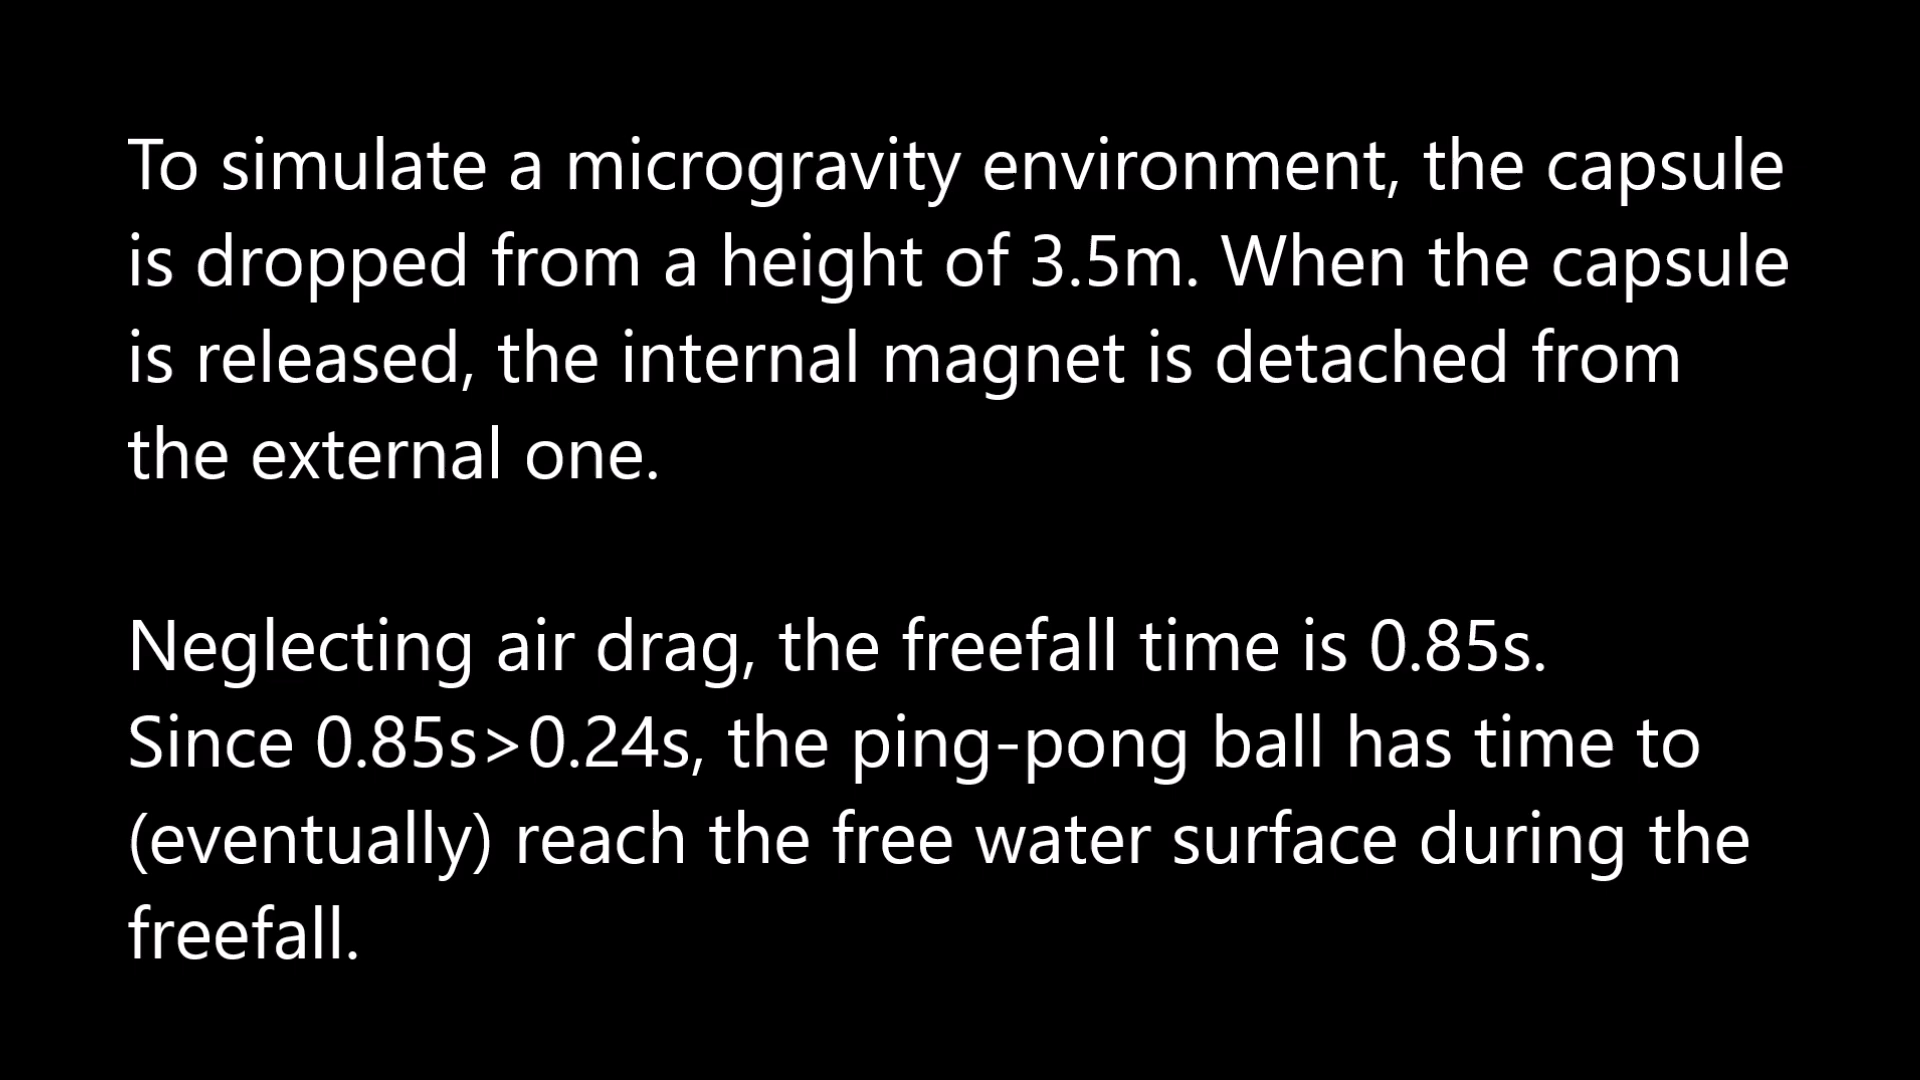 To simulate a microgravity environment, the capsule
is dropped from a height of 3.5m. When the capsule
is released, the internal magnet is detached from
the external one.
Neglecting air drag, the freefall time is 0.85s.
Since 0.85s>0.24s, the ping-pong ball has time to
(eventually) reach the free water surface during the
freefall.